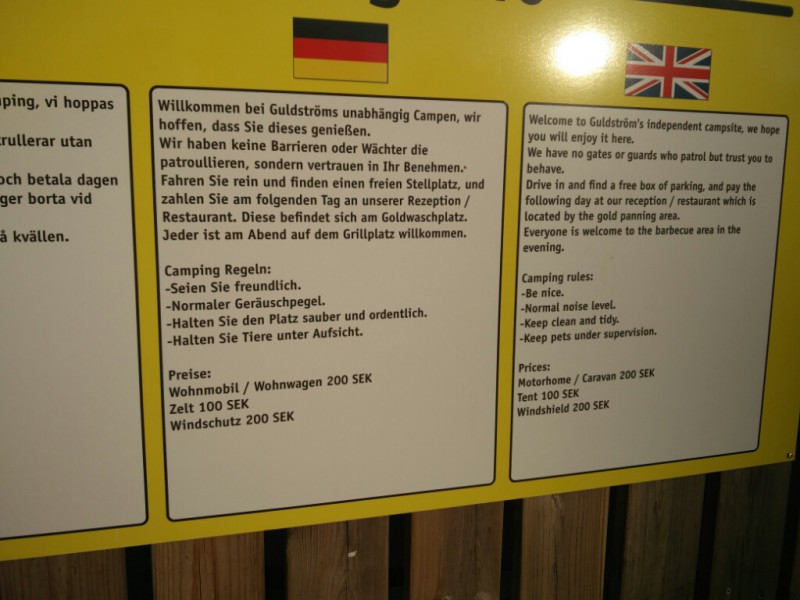 ping, vi hoppas
rullerar utan
och betala dagen
ger borta vid
å kvällen.
Willkommen bei Guldströms unabhängig Campen, wir
hoffen, dass Sie dieses genießen.
Wir haben keine Barrieren oder Wächter die
patroullieren, sondern vertrauen in Ihr Benehmen.
Fahren Sie rein und finden einen freien Stellplatz, und
zahlen Sie am folgenden Tag an unserer Rezeption /
Restaurant. Diese befindet sich am Goldwaschplatz.
Jeder ist am Abend auf dem Grillplatz willkommen.
Camping Regeln:
-Seien Sie freundlich.
-Normaler Geräuschpegel.
-Halten Sie den Platz sauber und ordentlich.
-Halten Sie Tiere unter Aufsicht.
Preise:
Wohnmobil / Wohnwagen 200 SEK
Zelt 100 SEK
Windschutz 200 SEK
Welcome to Guldström's independent campsite, we hope
you will enjoy it here.
We have no gates or guards who patrol but trust you to
behave.
Drive in and find a free box of parking, and pay the
following day at our reception / restaurant which is
located by the gold panning area.
Everyone is welcome to the barbecue area in the
evening.
Camping rules:
-Be nice.
-Normal noise level.
-Keep clean and tidy.
-Keep pets under supervision.
Prices:
Motorhome / Caravan 200 SEK
Tent 100 SEK
Windshield 200 SEK